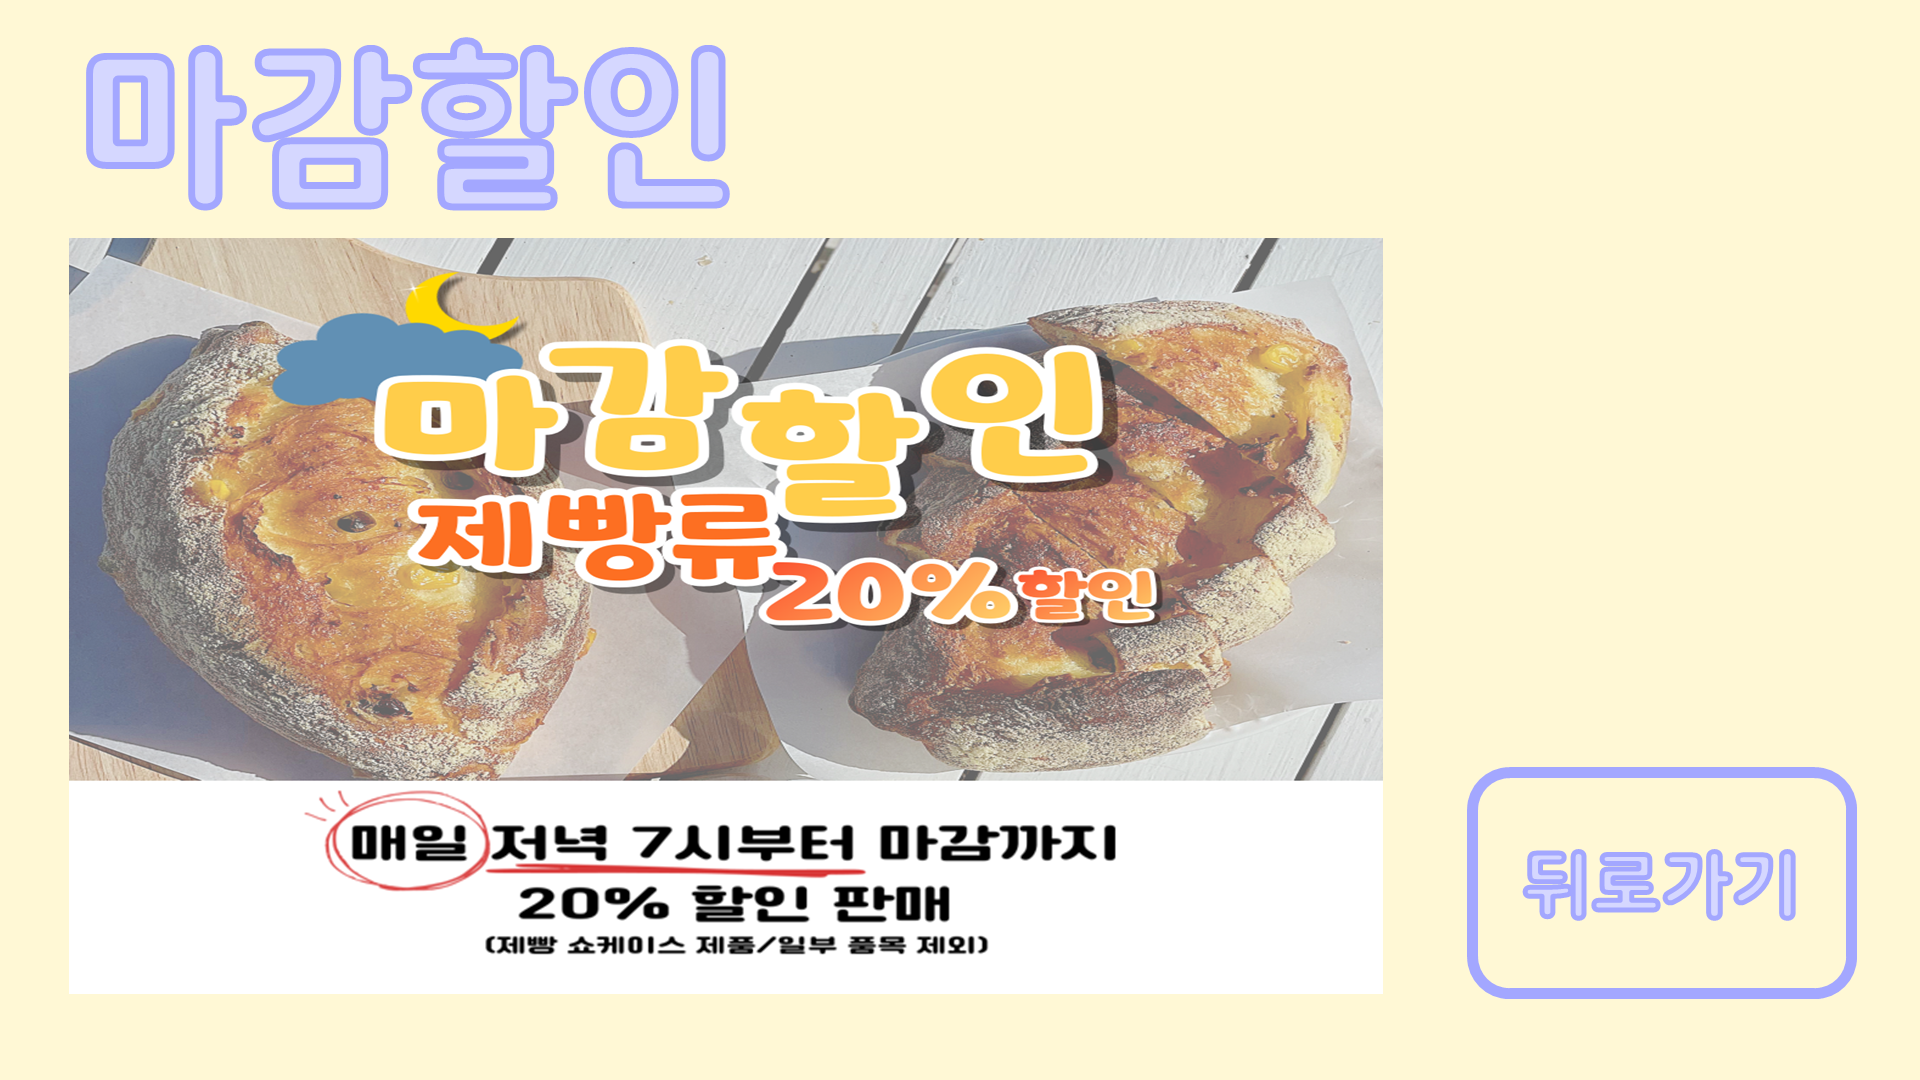 마감할인
마감할인
제빵류
20% 할인
매일 저녁 7시부터 마감까지
20% 할인 판매
(제빵 쇼케이스 제품/일부 품목 제외)
뒤로가기